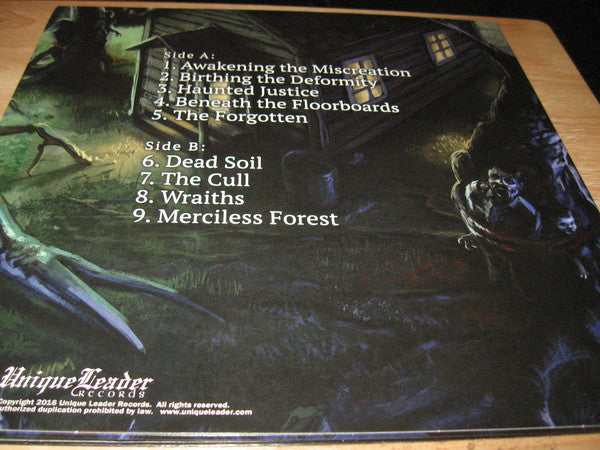 Side A:
1. Awakening the Miscreation
2. Birthing the Deformity
3. Haunted Justice
4. Beneath the Floorboards
5. The Forgotten
Side B:
6. Dead Soil
7. The Cull
8. Wraiths
9. Merciless Forest
Unique Leader
RECORDS
Copyright 2016 Unique Leader Records. All rights reserved.
uthorized duplication prohibited by law. www.uniqueleader.com